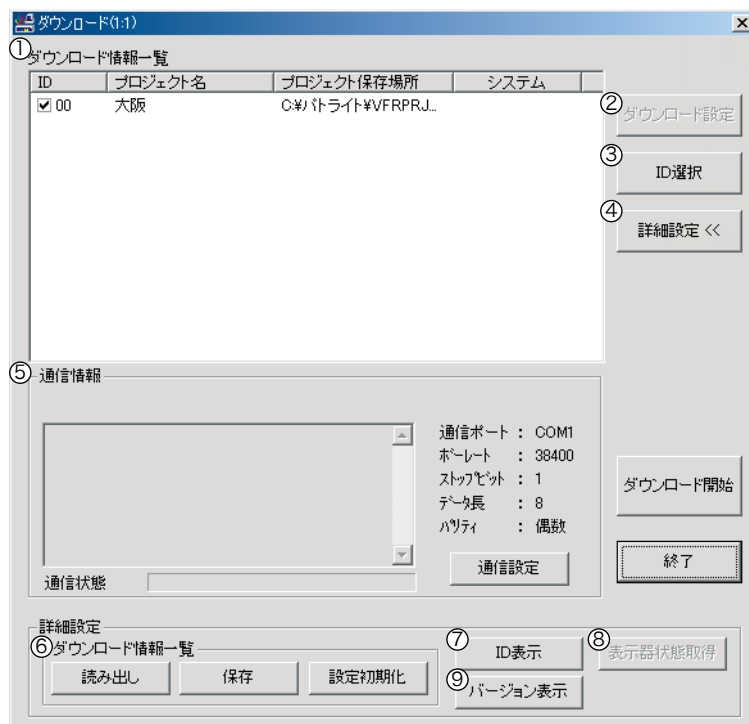 ダウンロード(1:1)
①
ダウンロード情報一覧
ID プロジェクト名 プロジェクト保存場所 システム
00 大阪 C:¥パトライト¥VFRPRJ...
② ダウンロード設定
③ ID選択
④ 詳細設定 <<
⑤ 通信情報
通信ポート : COM1
ボーレート : 38400
ストップビット : 1
データ長 : 8
パリティ : 偶数
通信設定
通信状態
ダウンロード開始
終了
詳細設定
⑥ ダウンロード情報一覧
読み出し 保存 設定初期化
⑦ ID表示
⑧ 表示器状態取得
⑨ バージョン表示